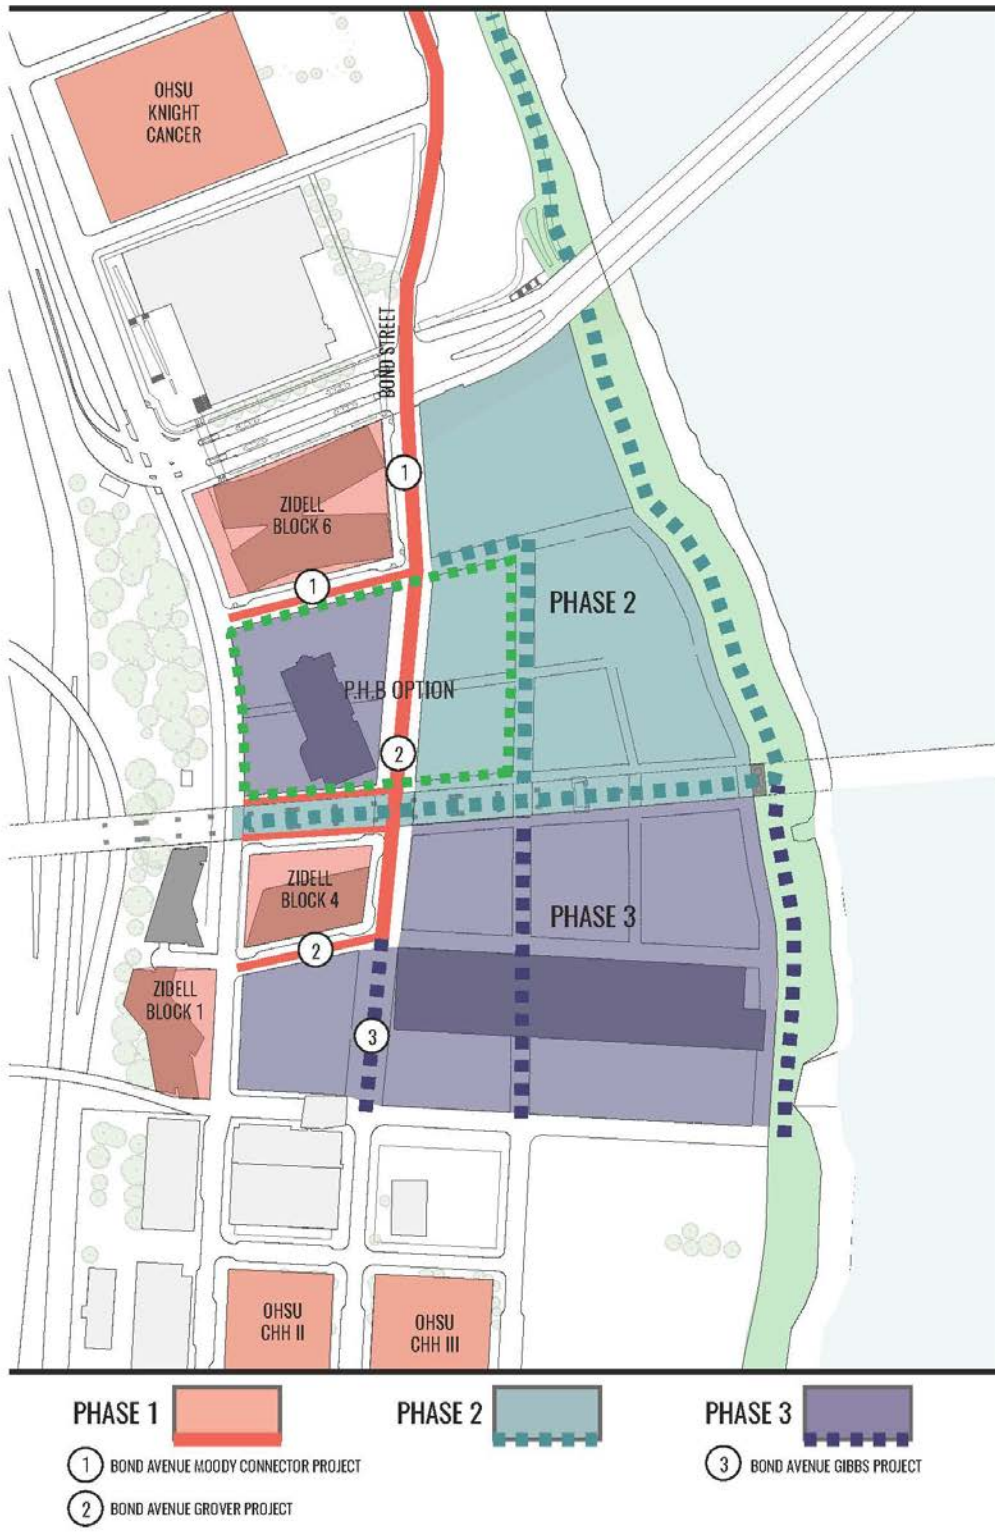 OHSU
KNIGHT
CANCER
BOND STREET
1
ZIDELL
BLOCK 6
1
PHASE 2
P.H.B OPTION
2
ZIDELL
BLOCK 4
PHASE 3
2
ZIDELL
BLOCK 1
3
OHSU
CHH II
OHSU
CHH III
PHASE 1
PHASE 2
PHASE 3
1 BOND AVENUE MOODY CONNECTOR PROJECT
3 BOND AVENUE GIBBS PROJECT
2 BOND AVENUE GROVER PROJECT